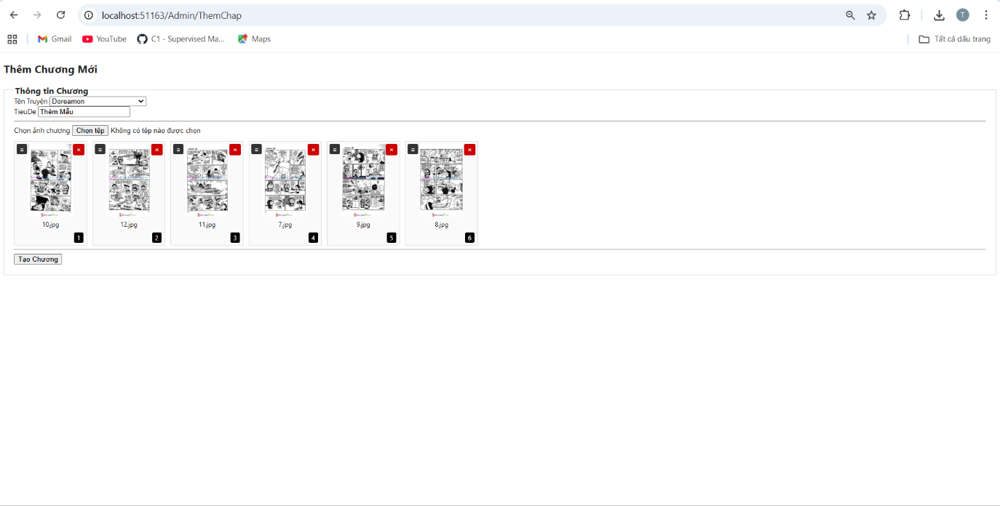 localhost:51163/Admin/ThemChap
T
Gmail YouTube C1 - Supervised Ma... Maps Tất cả dấu trang
Thêm Chương Mới
Thông tin Chương
Tên Truyện Doreamon
TieuDe Thêm Mẫu
Chọn ảnh chương Chọn tệp Không có tệp nào được chọn
≡ × ≡ × ≡ × ≡ × ≡ × ≡ ×
10.jpg 12.jpg 11.jpg 7.jpg 9.jpg 8.jpg
1 2 3 4 5 6
Tạo Chương